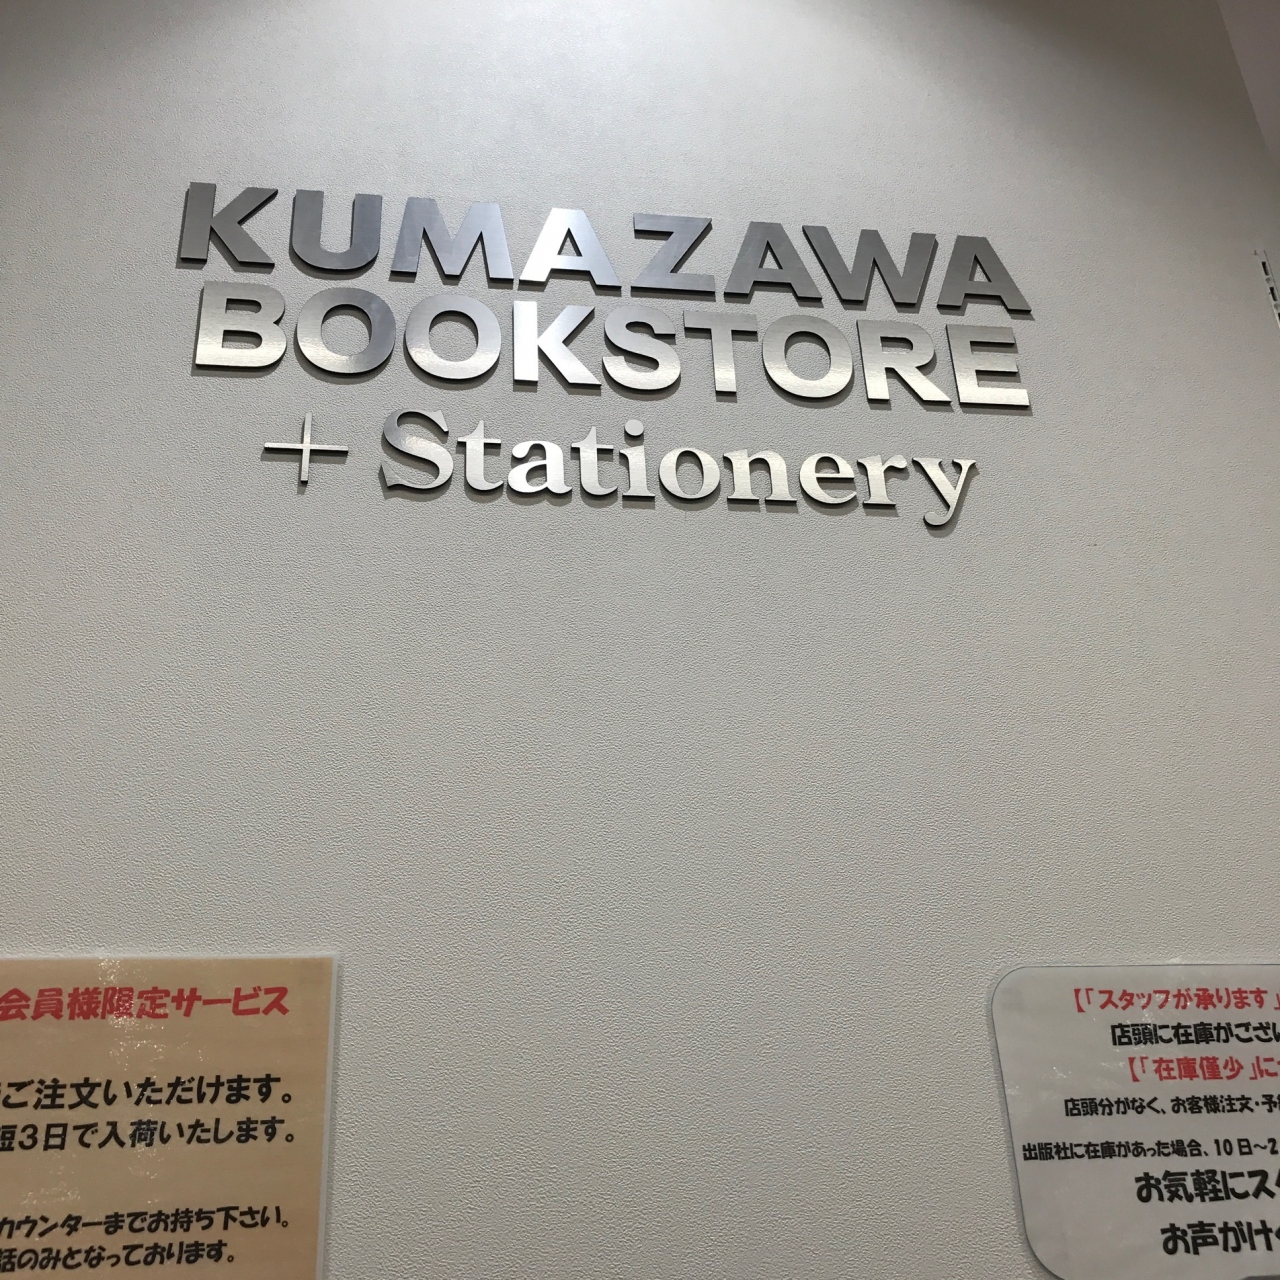 KUMAZAWA
BOOKSTORE
+ Stationery
会員様限定サービス
ご注文いただけます。
短3日で入荷いたします。
カウンターまでお持ち下さい。
話のみとなっております。
【「スタッフが承ります」
店頭に在庫がござい
【「在庫僅少」に
店頭分がなく、お客様注文・予
出版社に在庫があった場合、10日～2
お気軽にスタ
お声がけく